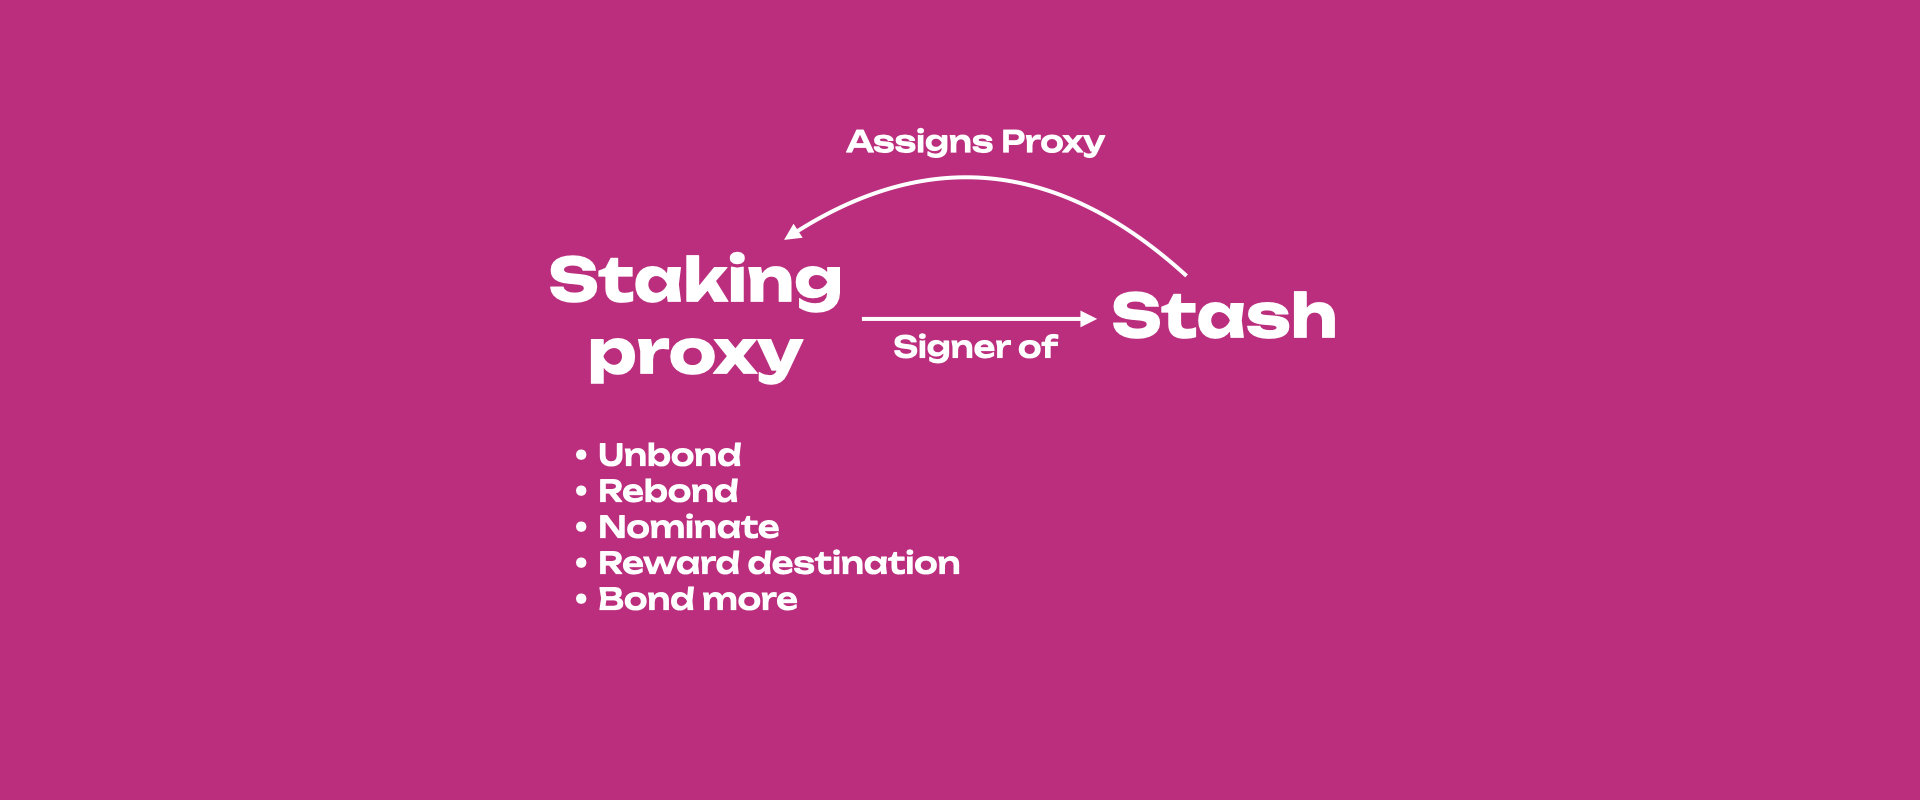 Assigns Proxy
Staking
proxy
Signer of
Stash
• Unbond
• Rebond
• Nominate
• Reward destination
• Bond more